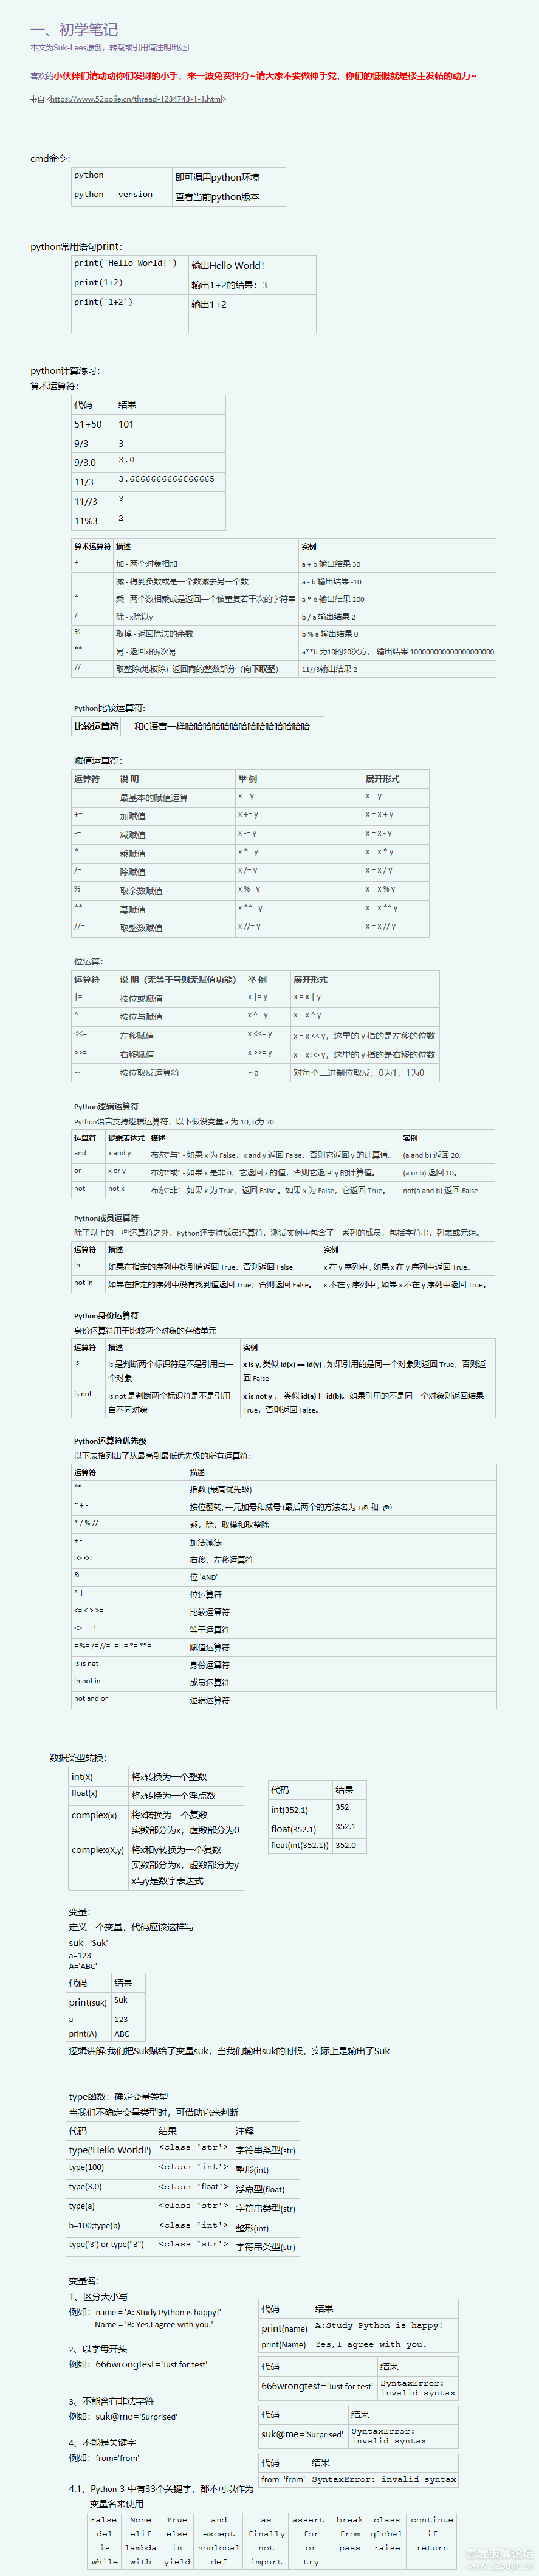 一、初学笔记
本文为Suk-Lees原创，转载或引用请注明出处！
喜欢的小伙伴们请动动你们发财的小手，来一波免费评分~请大家不要做伸手党，你们的慷慨就是楼主发帖的动力~
来自 <https://www.52pojie.cn/thread-1234743-1-1.html>
cmd命令：
python 即可调用python环境
python --version 查看当前python版本
python常用语句print：
print('Hello World!') 输出Hello World!
print(1+2) 输出1+2的结果：3
print('1+2') 输出1+2
python计算练习：
算术运算符：
代码 结果
51+50 101
9/3 3
9/3.0 3.0
11/3 3.6666666666666665
11//3 3
11%3 2
算术运算符 描述 实例
+ 加 - 两个对象相加 a + b 输出结果 30
- 减 - 得到负数或是一个数减去另一个数 a - b 输出结果 -10
* 乘 - 两个数相乘或是返回一个被重复若干次的字符串 a * b 输出结果 200
/ 除 - x除以y b / a 输出结果 2
% 取模 - 返回除法的余数 b % a 输出结果 0
** 幂 - 返回x的y次幂 a**b 为10的20次方， 输出结果 100000000000000000000
// 取整除(地板除)- 返回商的整数部分（向下取整） 11//3输出结果 2
Python比较运算符:
比较运算符 和C语言一样哈哈哈哈哈哈哈哈哈哈哈哈哈哈
赋值运算符：
运算符 说 明 举 例 展开形式
= 最基本的赋值运算 x = y x = y
+= 加赋值 x += y x = x + y
-= 减赋值 x -= y x = x - y
*= 乘赋值 x *= y x = x * y
/= 除赋值 x /= y x = x / y
%= 取余数赋值 x %= y x = x % y
**= 幂赋值 x **= y x = x ** y
//= 取整数赋值 x //= y x = x // y
位运算：
运算符 说 明（无等于号则无赋值功能） 举 例 展开形式
|= 按位或赋值 x |= y x = x | y
^= 按位与赋值 x ^= y x = x ^ y
<<= 左移赋值 x <<= y x = x << y，这里的 y 指的是左移的位数
>>= 右移赋值 x >>= y x = x >> y，这里的 y 指的是右移的位数
~ 按位取反运算符 ~a 对每个二进制位取反，0为1，1为0
Python逻辑运算符
Python语言支持逻辑运算符，以下假设变量 a 为 10, b为 20:
运算符 逻辑表达式 描述 实例
and x and y 布尔"与" - 如果 x 为 False，x and y 返回 False，否则它返回 y 的计算值。 (a and b) 返回 20。
or x or y 布尔"或" - 如果 x 是非 0，它返回 x 的值，否则它返回 y 的计算值。 (a or b) 返回 10。
not not x 布尔"非" - 如果 x 为 True，返回 False 。如果 x 为 False，它返回 True。 not(a and b) 返回 False
Python成员运算符
除了以上的一些运算符之外，Python还支持成员运算符，测试实例中包含了一系列的成员，包括字符串，列表或元组。
运算符 描述 实例
in 如果在指定的序列中找到值返回 True，否则返回 False。 x 在 y 序列中 , 如果 x 在 y 序列中返回 True。
not in 如果在指定的序列中没有找到值返回 True，否则返回 False。 x 不在 y 序列中 , 如果 x 不在 y 序列中返回 True。
Python身份运算符
身份运算符用于比较两个对象的存储单元
运算符 描述 实例
is is 是判断两个标识符是不是引用自一个对象 x is y, 类似 id(x) == id(y) , 如果引用的是同一个对象则返回 True，否则返回 False
is not is not 是判断两个标识符是不是引用自不同对象 x is not y ， 类似 id(a) != id(b)。如果引用的不是同一个对象则返回结果 True，否则返回 False。
Python运算符优先级
以下表格列出了从最高到最低优先级的所有运算符：
运算符 描述
** 指数 (最高优先级)
~ + - 按位翻转, 一元加号和减号 (最后两个的方法名为 +@ 和 -@)
* / % // 乘，除，取模和取整除
+ - 加法减法
>> << 右移，左移运算符
& 位 'AND'
^ | 位运算符
<= < > >= 比较运算符
<> == != 等于运算符
= %= /= //= -= += *= **= 赋值运算符
is is not 身份运算符
in not in 成员运算符
not and or 逻辑运算符
数据类型转换：
int(X) 将x转换为一个整数
float(x) 将x转换为一个浮点数
complex(x) 将x转换为一个复数
实数部分为x，虚数部分为0
complex(X,y) 将x和y转换为一个复数
实数部分为x，虚数部分为y
x与y是数字表达式
代码 结果
int(352.1) 352
float(352.1) 352.1
float(int(352.1)) 352.0
变量：
定义一个变量，代码应该这样写
suk='Suk'
a=123
A='ABC'
代码 结果
print(suk) Suk
a 123
print(A) ABC
逻辑讲解:我们把Suk赋给了变量suk，当我们输出suk的时候，实际上是输出了Suk
type函数：确定变量类型
当我们不确定变量类型时，可借助它来判断
代码 结果 注释
type('Hello World!') <class 'str'> 字符串类型(str)
type(100) <class 'int'> 整形(int)
type(3.0) <class 'float'> 浮点型(float)
type(a) <class 'str'> 字符串类型(str)
b=100;type(b) <class 'int'> 整形(int)
type('3') or type("3") <class 'str'> 字符串类型(str)
变量名：
1、区分大小写
例如：name = 'A: Study Python is happy!'
Name = 'B: Yes,I agree with you.'
代码 结果
print(name) A:Study Python is happy!
print(Name) Yes,I agree with you.
2、以字母开头
例如：666wrongtest='Just for test'
代码 结果
666wrongtest='Just for test' SyntaxError: invalid syntax
3、不能含有非法字符
例如：suk@me='Surprised'
代码 结果
suk@me='Surprised' SyntaxError: invalid syntax
4、不能是关键字
例如：from='from'
代码 结果
from='from' SyntaxError: invalid syntax
4.1、Python 3 中有33个关键字，都不可以作为
变量名来使用
False None True and as assert break class continue
del elif else except finally for from global if
is lambda in nonlocal not or pass raise return
while with yield def import try
吾爱破解论坛
www.52pojie.cn